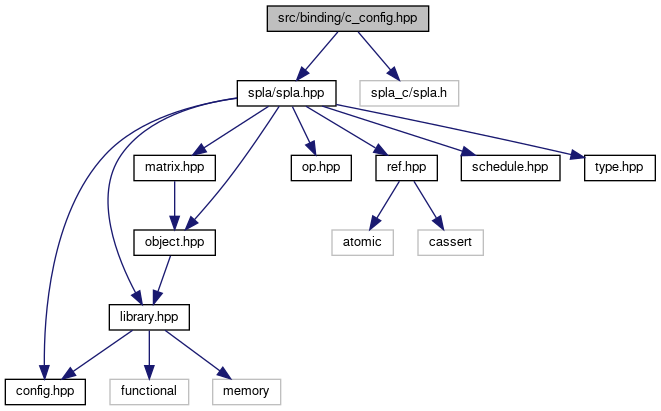 src/binding/c_config.hpp
spla/spla.hpp
spla_c/spla.h
matrix.hpp
op.hpp
ref.hpp
schedule.hpp
type.hpp
object.hpp
atomic
cassert
library.hpp
config.hpp
functional
memory